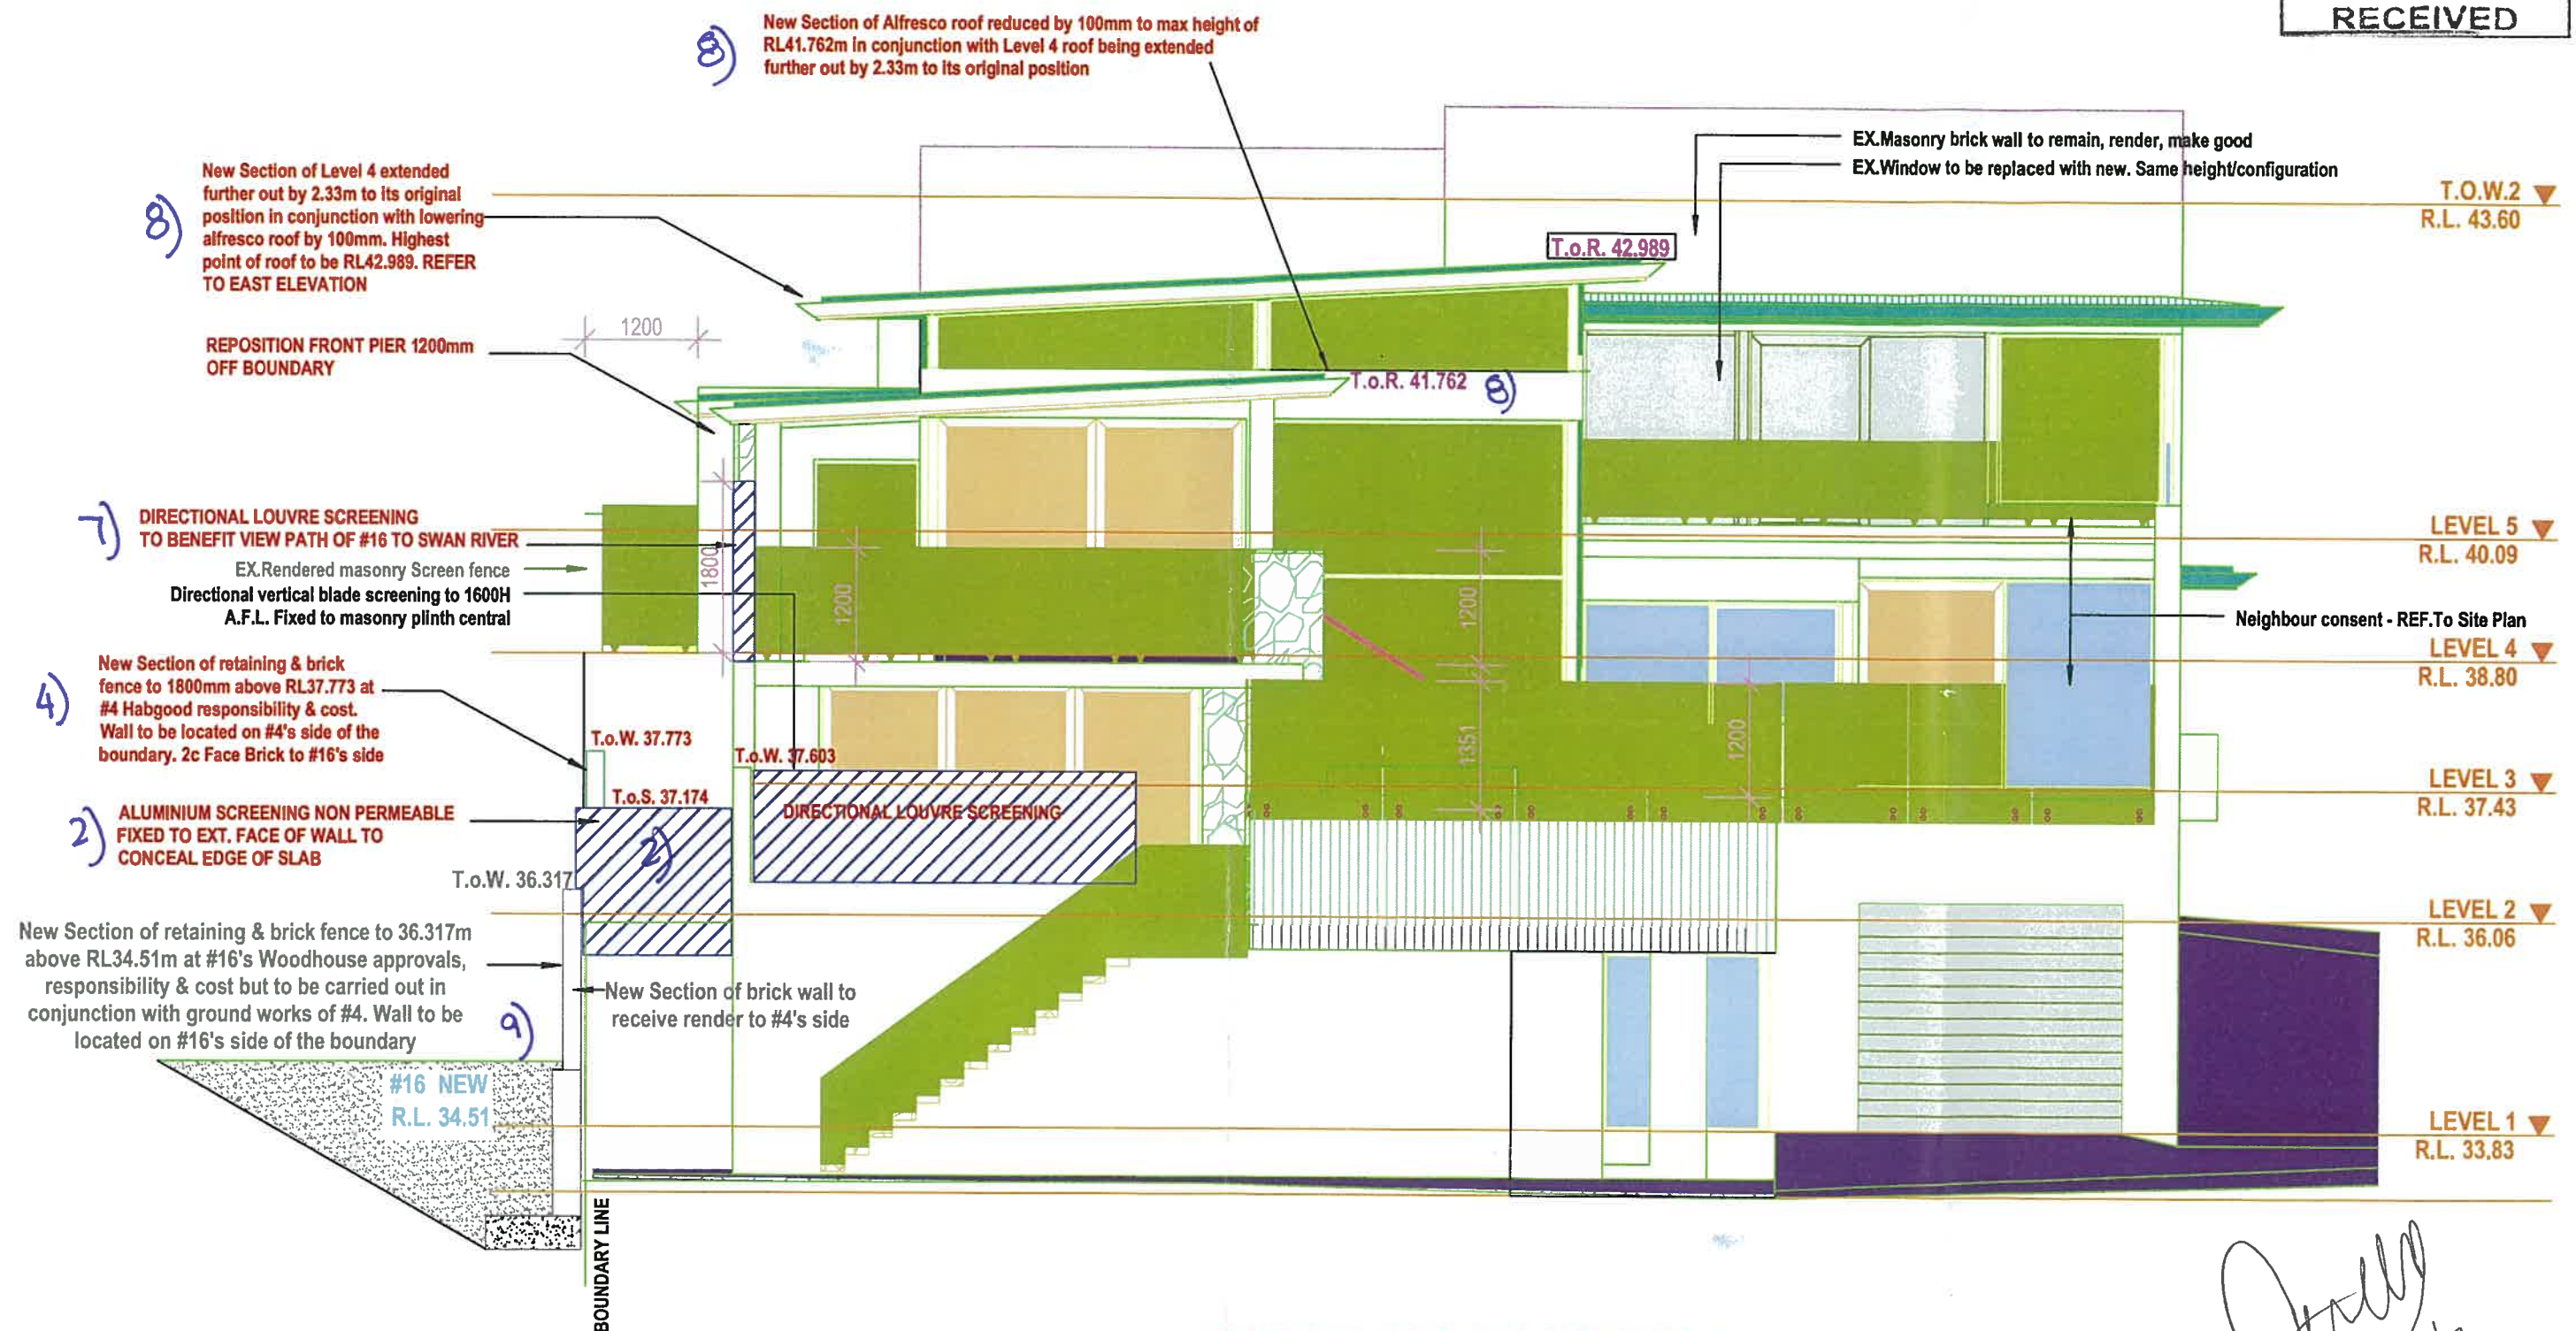 RECEIVED
8)
New Section of Alfresco roof reduced by 100mm to max height of
RL41.762m in conjunction with Level 4 roof being extended
further out by 2.33m to its original position
EX.Masonry brick wall to remain, render, make good
EX.Window to be replaced with new. Same height/configuration
T.O.W.2
R.L. 43.60
8)
New Section of Level 4 extended
further out by 2.33m to its original
position in conjunction with lowering
alfresco roof by 100mm. Highest
point of roof to be RL42.989. REFER
TO EAST ELEVATION
T.o.R. 42.989
1200
REPOSITION FRONT PIER 1200mm
OFF BOUNDARY
T.o.R. 41.762
8)
7)
DIRECTIONAL LOUVRE SCREENING
TO BENEFIT VIEW PATH OF #16 TO SWAN RIVER
EX.Rendered masonry Screen fence
Directional vertical blade screening to 1600H
A.F.L. Fixed to masonry plinth central
1800
1200
1200
LEVEL 5
R.L. 40.09
Neighbour consent - REF.To Site Plan
LEVEL 4
R.L. 38.80
4)
New Section of retaining & brick
fence to 1800mm above RL37.773 at
#4 Habgood responsibility & cost.
Wall to be located on #4's side of the
boundary. 2c Face Brick to #16's side
T.o.W. 37.773
T.o.W. 37.603
1351
1200
LEVEL 3
R.L. 37.43
2)
ALUMINIUM SCREENING NON PERMEABLE
FIXED TO EXT. FACE OF WALL TO
CONCEAL EDGE OF SLAB
T.o.S. 37.174
DIRECTIONAL LOUVRE SCREENING
2)
T.o.W. 36.317
LEVEL 2
R.L. 36.06
New Section of retaining & brick fence to 36.317m
above RL34.51m at #16's Woodhouse approvals,
responsibility & cost but to be carried out in
conjunction with ground works of #4. Wall to be
located on #16's side of the boundary
9)
New Section of brick wall to
receive render to #4's side
#16 NEW
R.L. 34.51
LEVEL 1
R.L. 33.83
BOUNDARY LINE